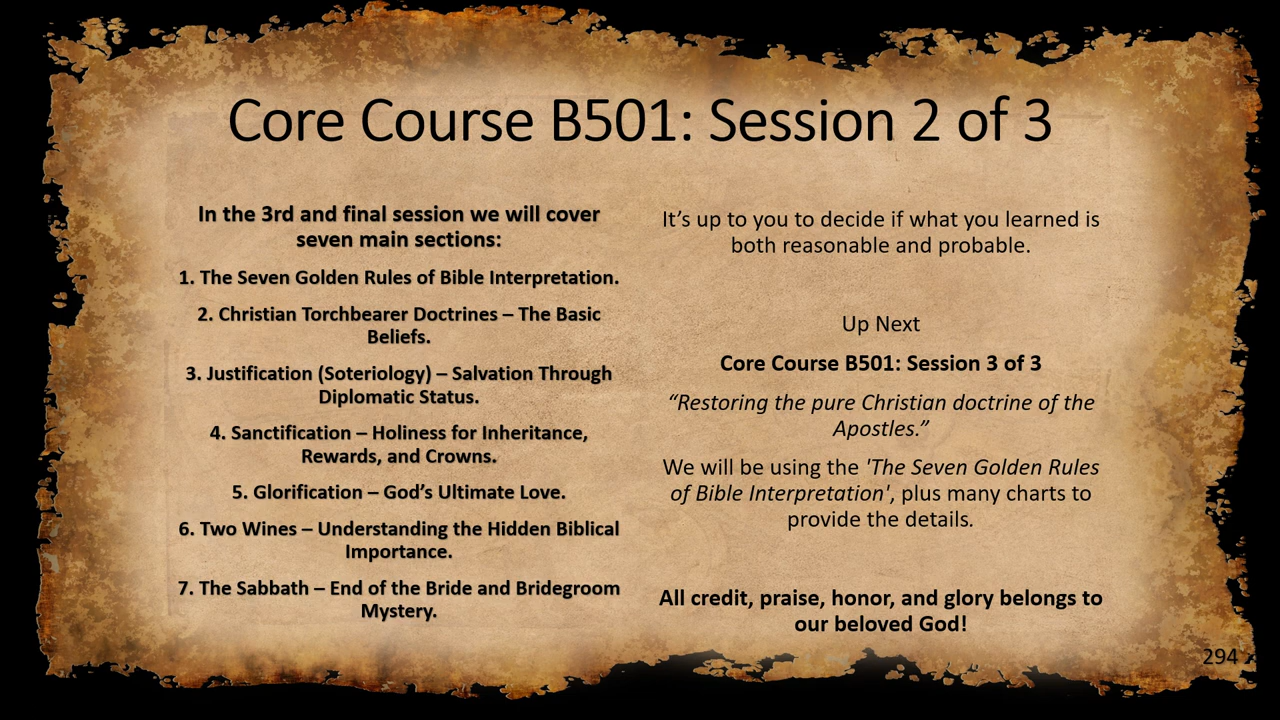 Core Course B501: Session 2 of 3
In the 3rd and final session we will cover
seven main sections:
1. The Seven Golden Rules of Bible Interpretation.
2. Christian Torchbearer Doctrines – The Basic
Beliefs.
3. Justification (Soteriology) – Salvation Through
Diplomatic Status.
4. Sanctification – Holiness for Inheritance,
Rewards, and Crowns.
5. Glorification – God’s Ultimate Love.
6. Two Wines – Understanding the Hidden Biblical
Importance.
7. The Sabbath – End of the Bride and Bridegroom
Mystery.
It’s up to you to decide if what you learned is
both reasonable and probable.
Up Next
Core Course B501: Session 3 of 3
“Restoring the pure Christian doctrine of the
Apostles.”
We will be using the 'The Seven Golden Rules
of Bible Interpretation', plus many charts to
provide the details.
All credit, praise, honor, and glory belongs to
our beloved God!
294